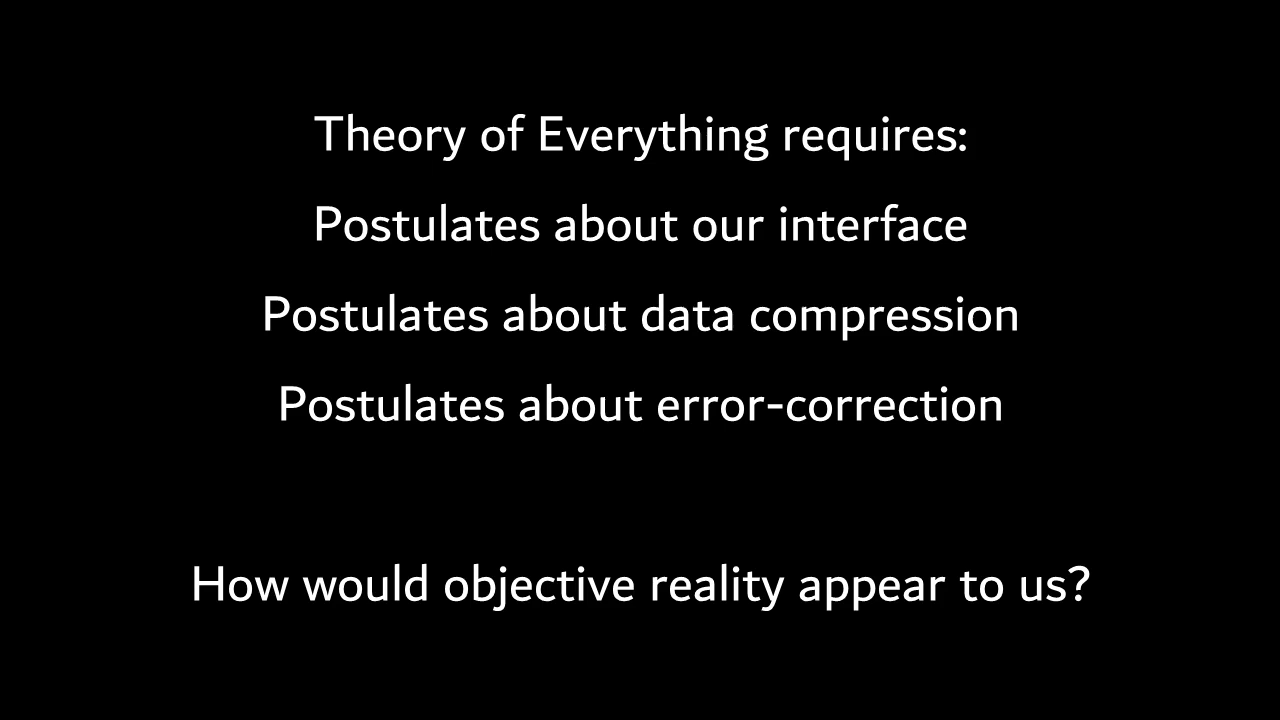 Theory of Everything requires:
Postulates about our interface
Postulates about data compression
Postulates about error-correction
How would objective reality appear to us?